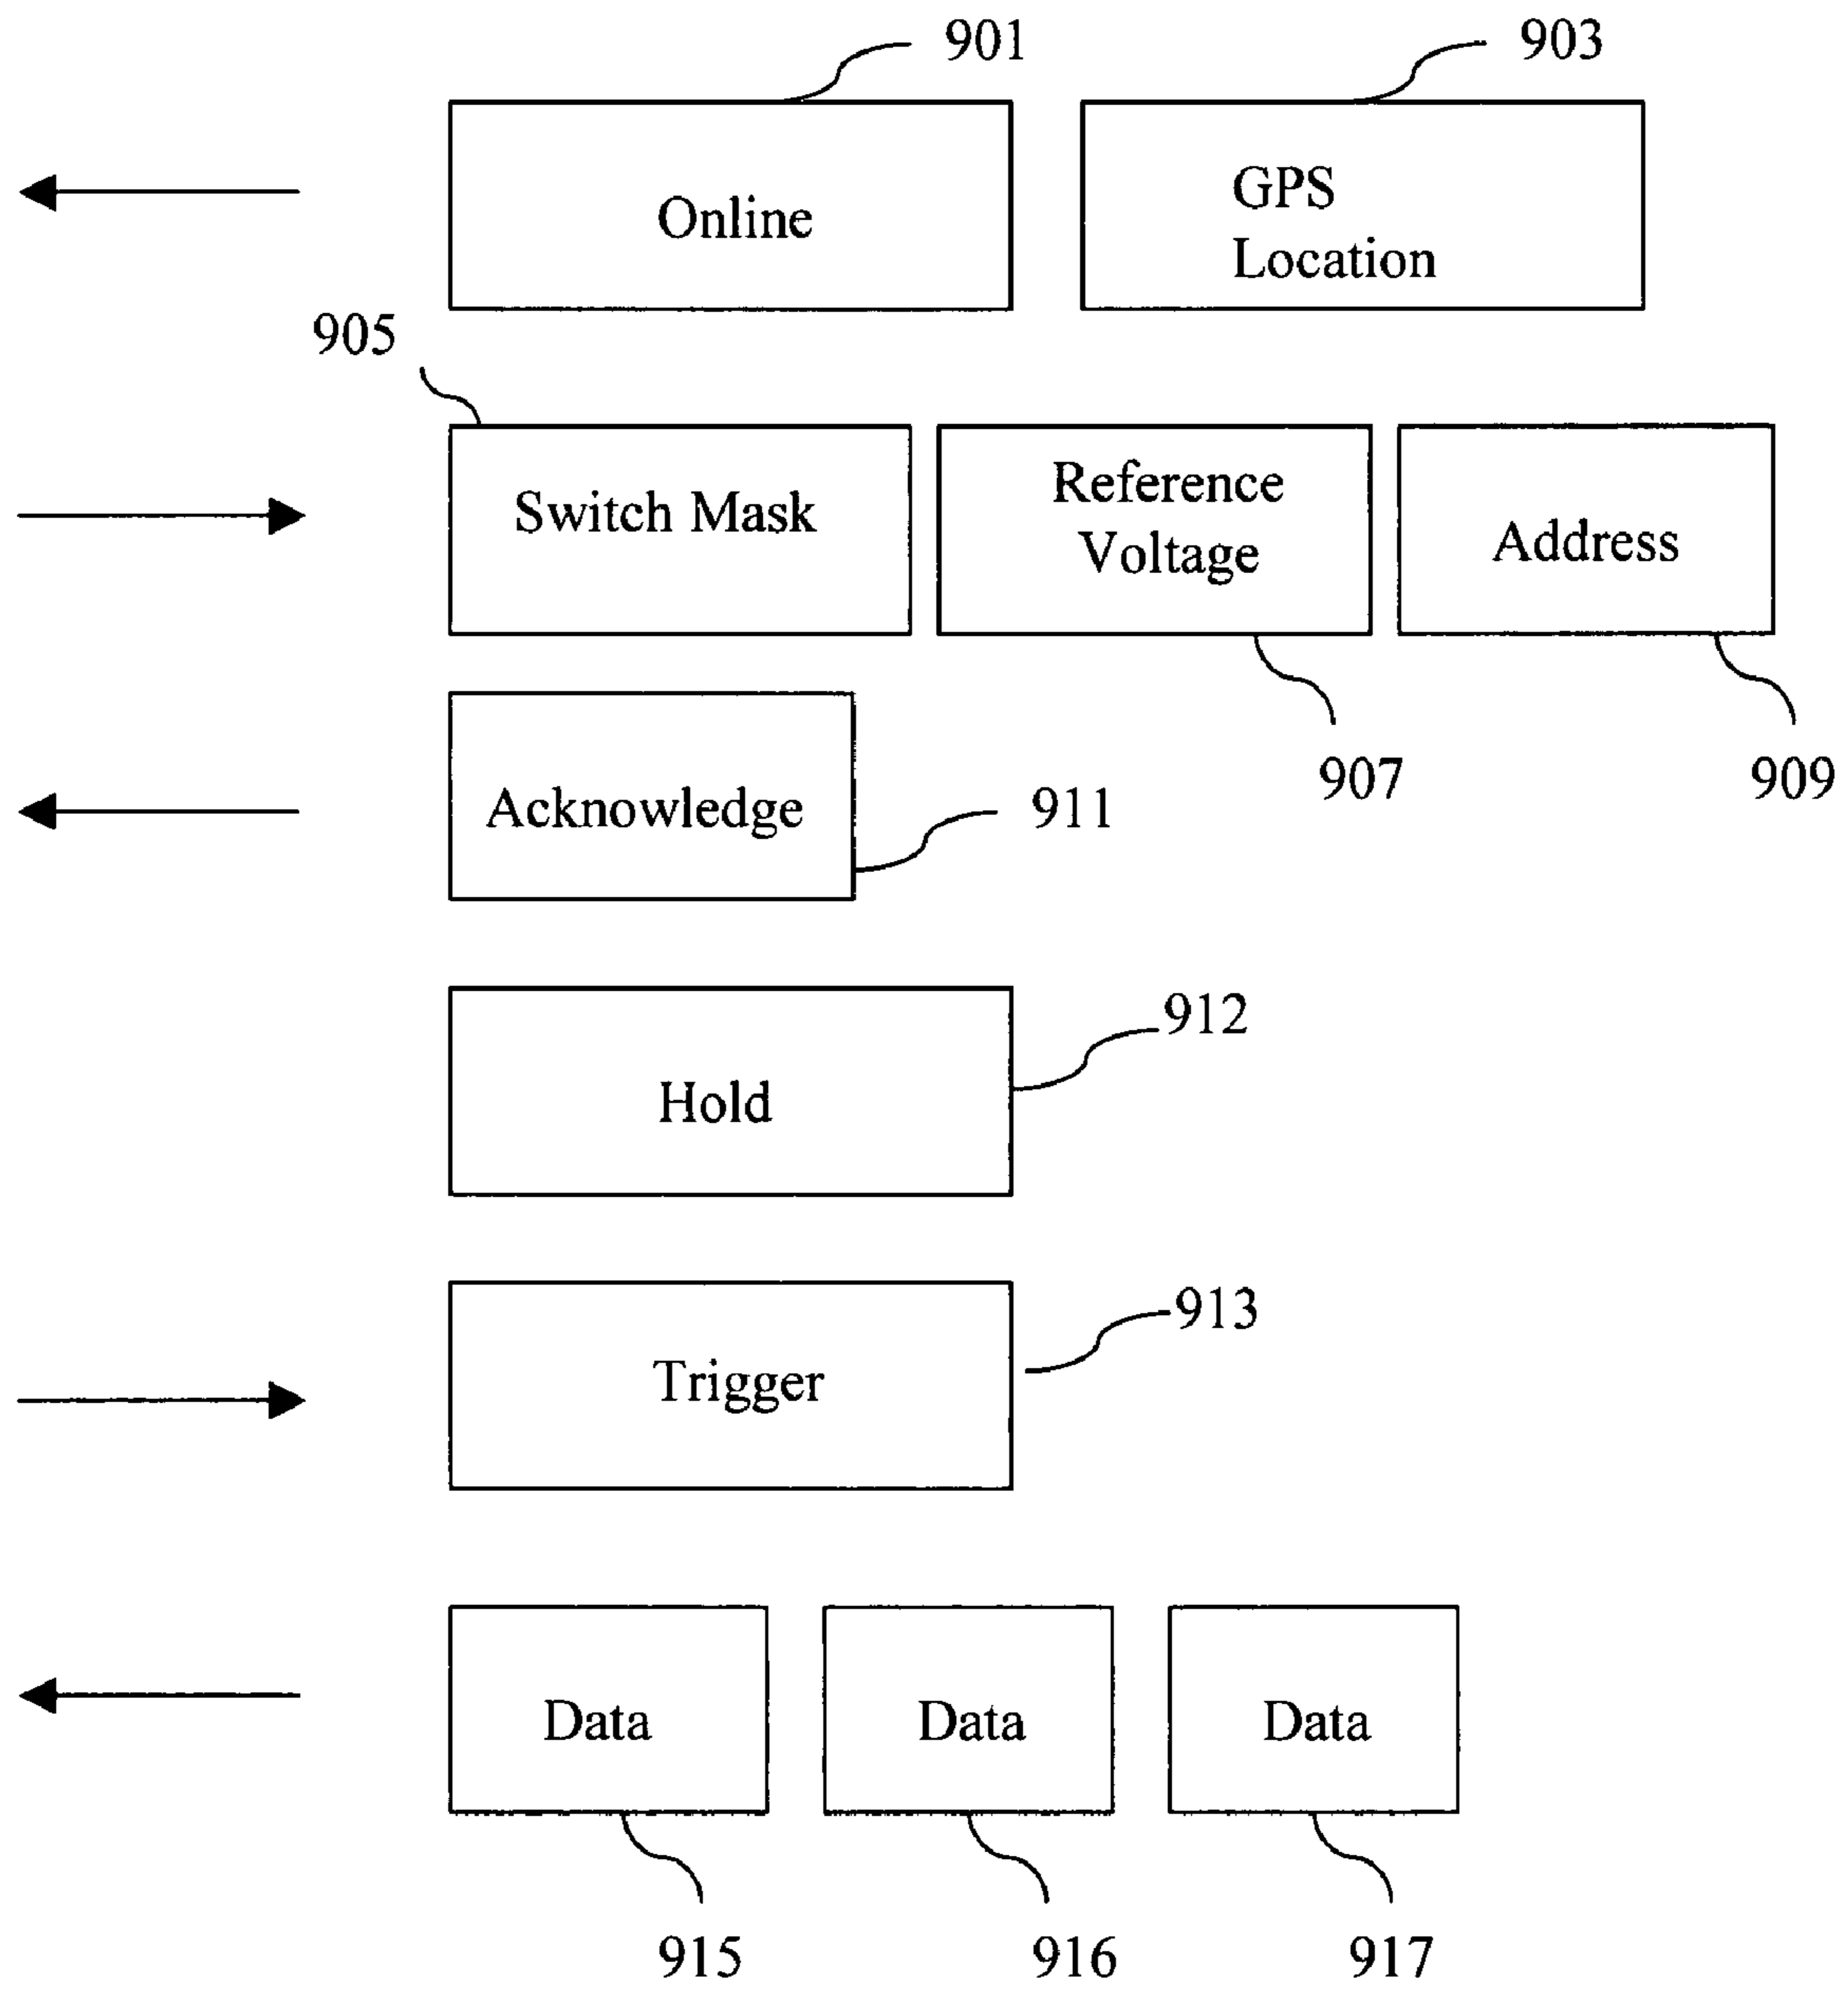 901
903
Online
GPS
Location
905
Switch Mask
Reference
Voltage
Address
907
909
Acknowledge
911
912
Hold
913
Trigger
Data
Data
Data
915
916
917